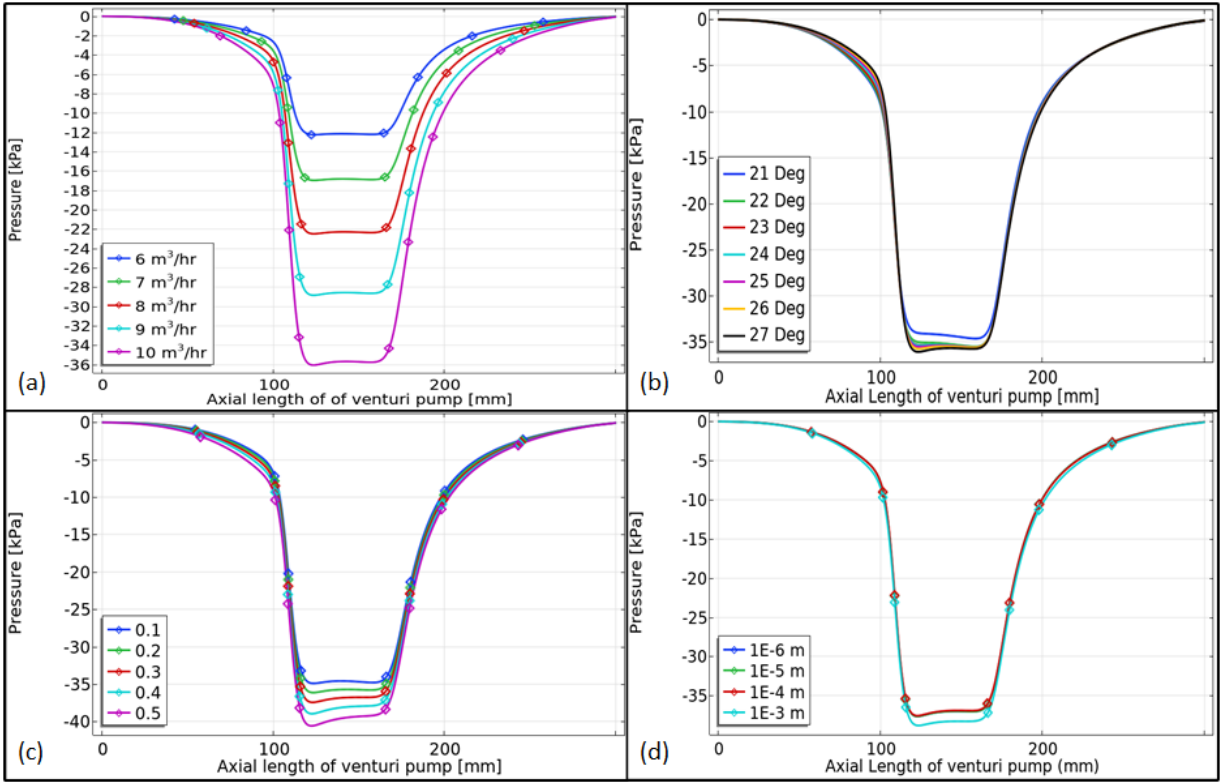 Pressure [kPa]
0
-2
-4
-6
-8
-10
-12
-14
-16
-18
-20
-22
-24
-26
-28
-30
-32
-34
-36
6 m³/hr
7 m³/hr
8 m³/hr
9 m³/hr
10 m³/hr
0
100
200
Axial length of of venturi pump [mm]
(a)
Pressure [kPa]
0
-5
-10
-15
-20
-25
-30
-35
21 Deg
22 Deg
23 Deg
24 Deg
25 Deg
26 Deg
27 Deg
0
100
200
Axial Length of venturi pump [mm]
(b)
Pressure [kPa]
0
-5
-10
-15
-20
-25
-30
-35
-40
0.1
0.2
0.3
0.4
0.5
0
100
200
Axial length of venturi pump [mm]
(c)
Pressure [kPa]
0
-5
-10
-15
-20
-25
-30
-35
1E-6 m
1E-5 m
1E-4 m
1E-3 m
0
100
200
Axial Length of venturi pump (mm)
(d)